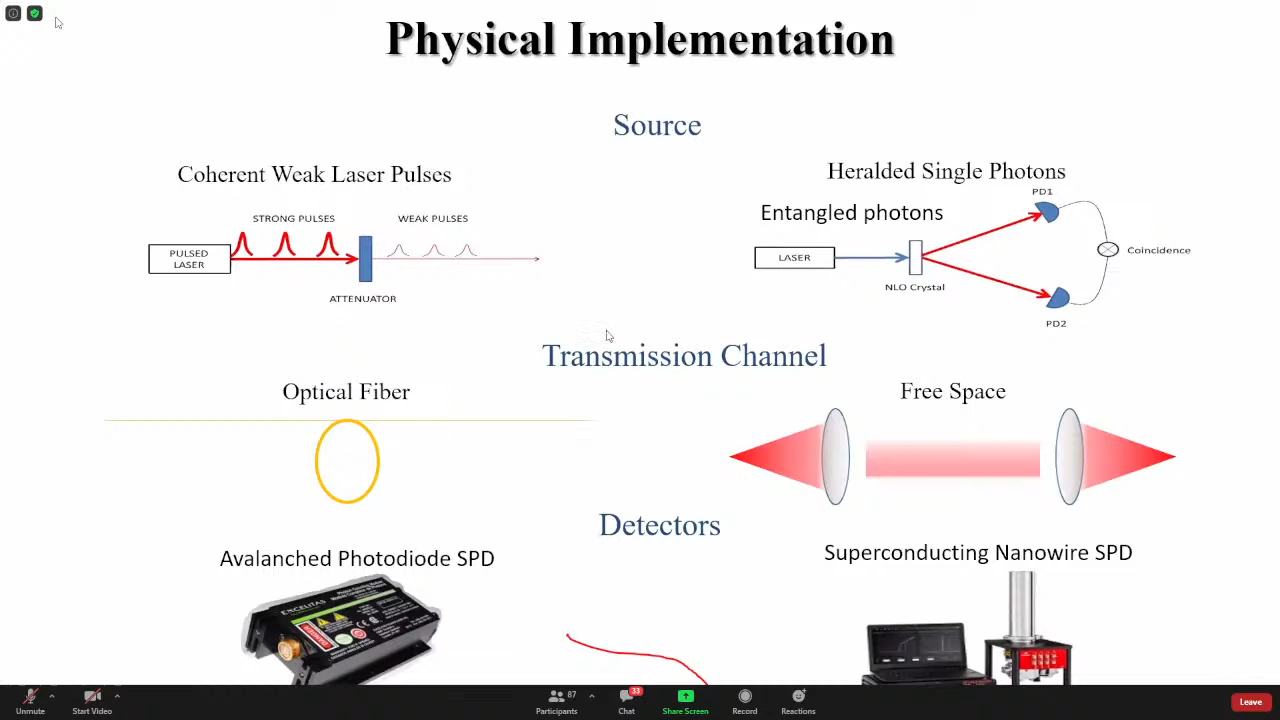 Physical Implementation
Source
Coherent Weak Laser Pulses
STRONG PULSES
WEAK PULSES
PULSED
LASER
ATTENUATOR
Heralded Single Photons
Entangled photons
PD1
LASER
NLO Crystal
Coincidence
PD2
Transmission Channel
Optical Fiber
Free Space
Detectors
Avalanched Photodiode SPD
Superconducting Nanowire SPD
EXCELITAS
DANGER
Unmute
Start Video
87
Participants
33
Chat
Share Screen
Record
Reactions
Leave